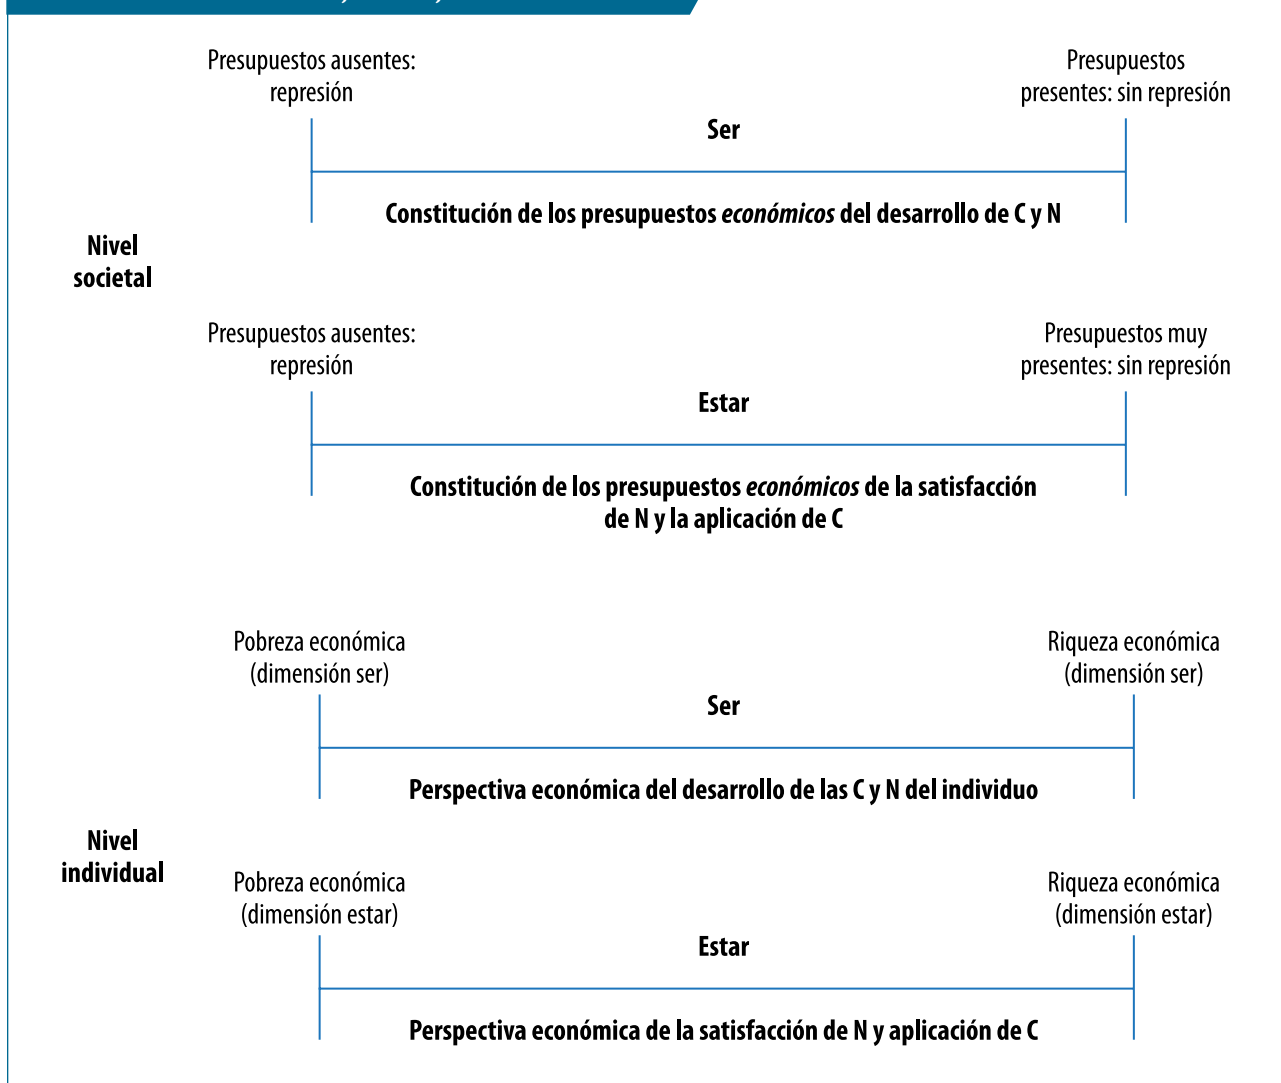 Presupuestos ausentes:
represión
Presupuestos
presentes: sin represión
Ser
Constitución de los presupuestos económicos del desarrollo de C y N
Nivel
societal
Presupuestos ausentes:
represión
Presupuestos muy
presentes: sin represión
Estar
Constitución de los presupuestos económicos de la satisfacción
de N y la aplicación de C
Pobreza económica
(dimensión ser)
Riqueza económica
(dimensión ser)
Ser
Perspectiva económica del desarrollo de las C y N del individuo
Nivel
individual
Pobreza económica
(dimensión estar)
Riqueza económica
(dimensión estar)
Estar
Perspectiva económica de la satisfacción de N y aplicación de C